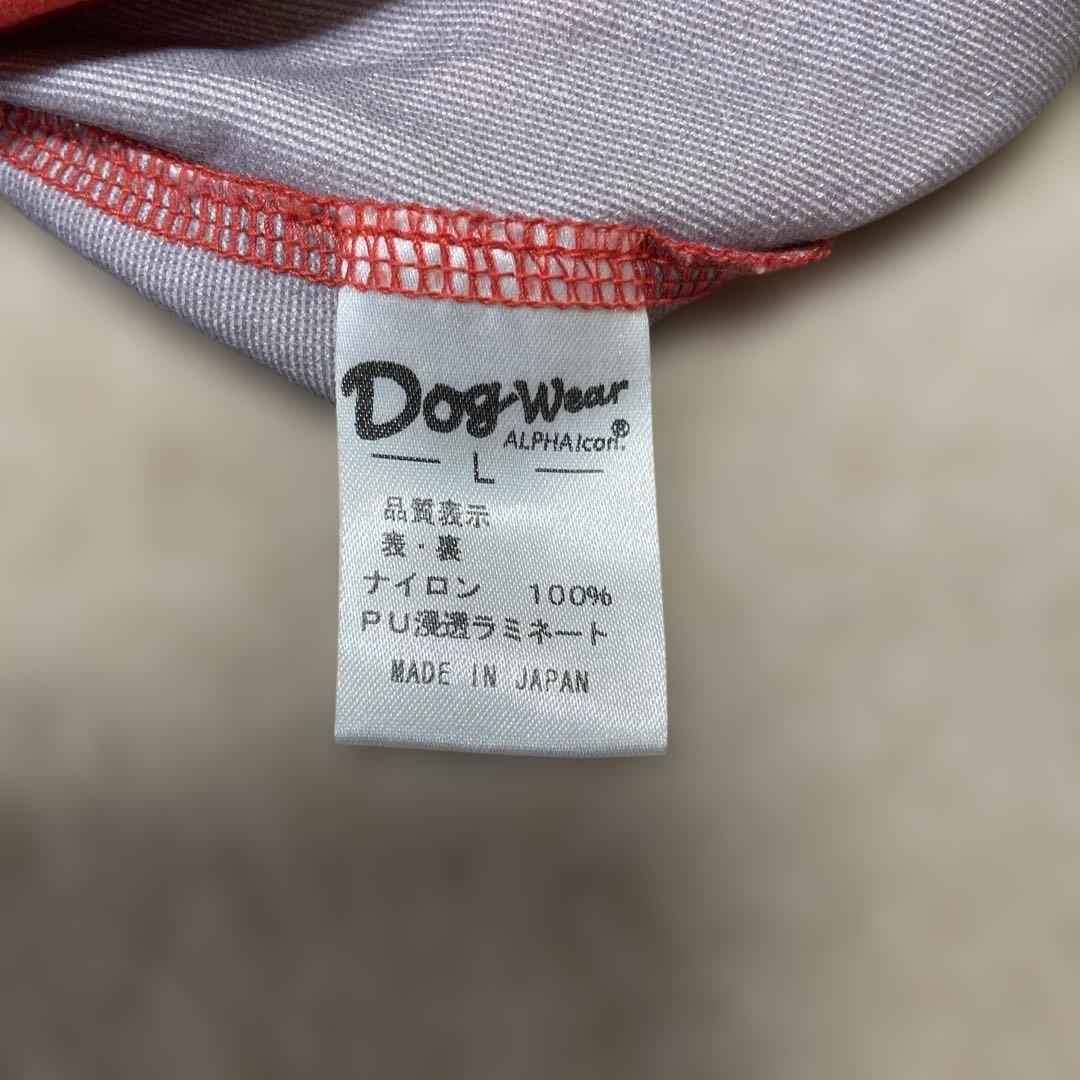 Dog Wear
ALPHAIcon®
L
品質表示
表・裏
ナイロン 100%
PU浸透ラミネート
MADE IN JAPAN